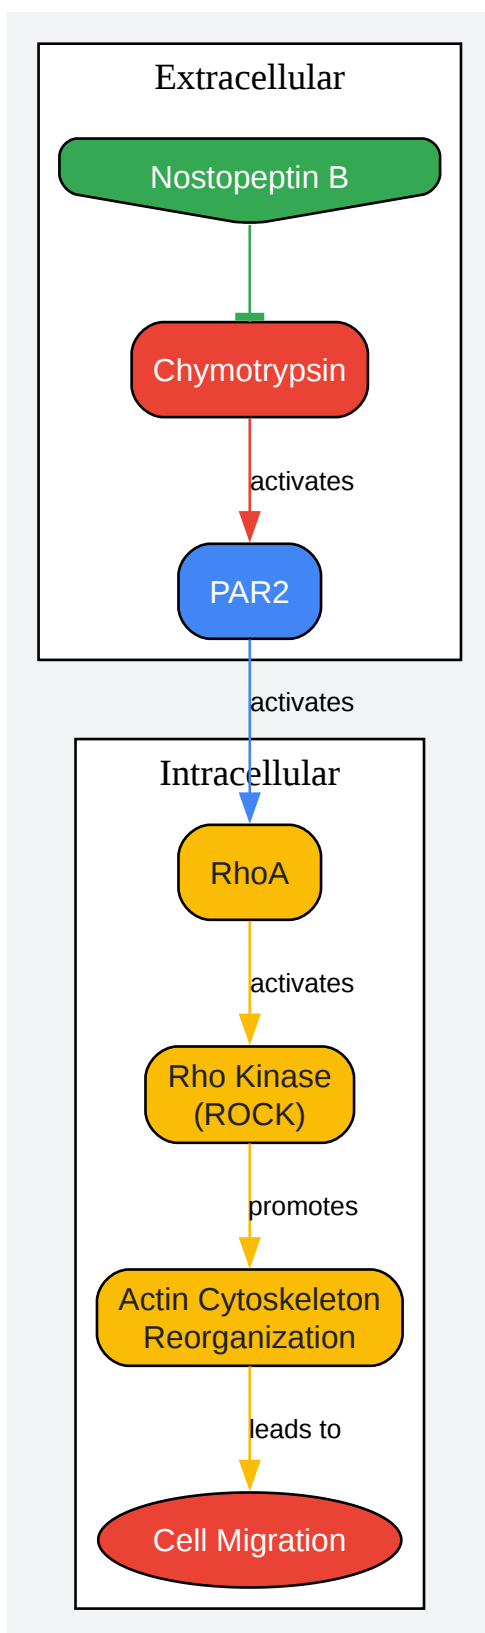 Extracellular
Nostopeptin B
Chymotrypsin
activates
PAR2
activates
Intracellular
RhoA
activates
Rho Kinase
(ROCK)
promotes
Actin Cytoskeleton
Reorganization
leads to
Cell Migration